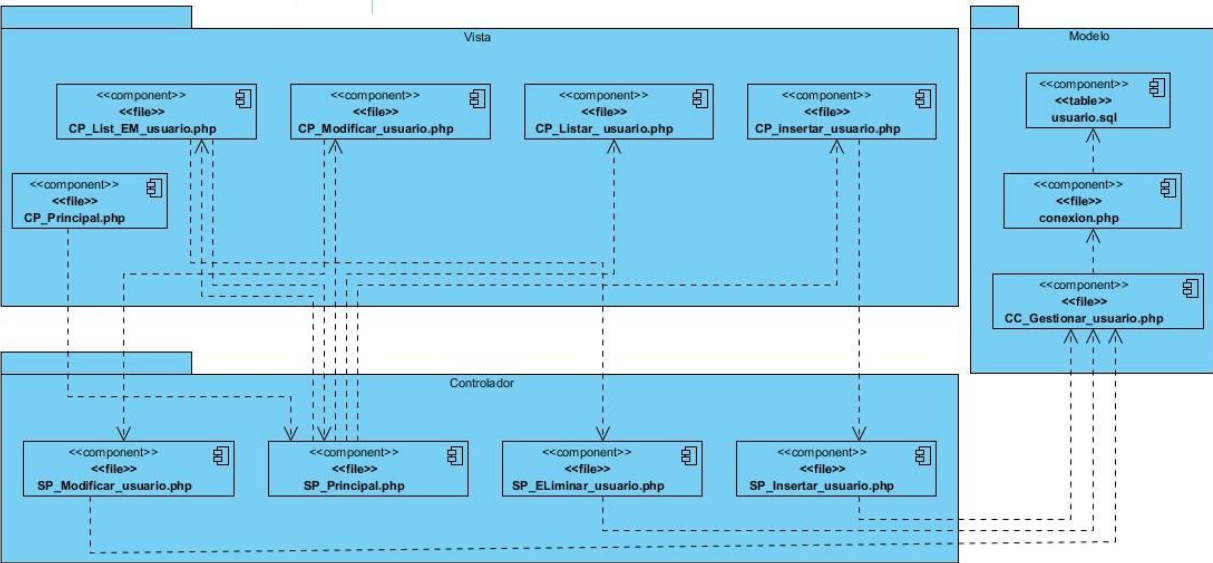 Vista
<<component>>
<<file>>
CP_List_EM_usuario.php
<<component>>
<<file>>
CP_Modificar_usuario.php
<<component>>
<<file>>
CP_Listar_ usuario.php
<<component>>
<<file>>
CP_insertar_usuario.php
<<component>>
<<file>>
CP_Principal.php
Modelo
<<component>>
<<table>>
usuario.sql
<<component>>
<<file>>
conexion.php
<<component>>
<<file>>
CC_Gestionar_usuario.php
Controlador
<<component>>
<<file>>
SP_Modificar_usuario.php
<<component>>
<<file>>
SP_Principal.php
<<component>>
<<file>>
SP_ELiminar_usuario.php
<<component>>
<<file>>
SP_Insertar_usuario.php